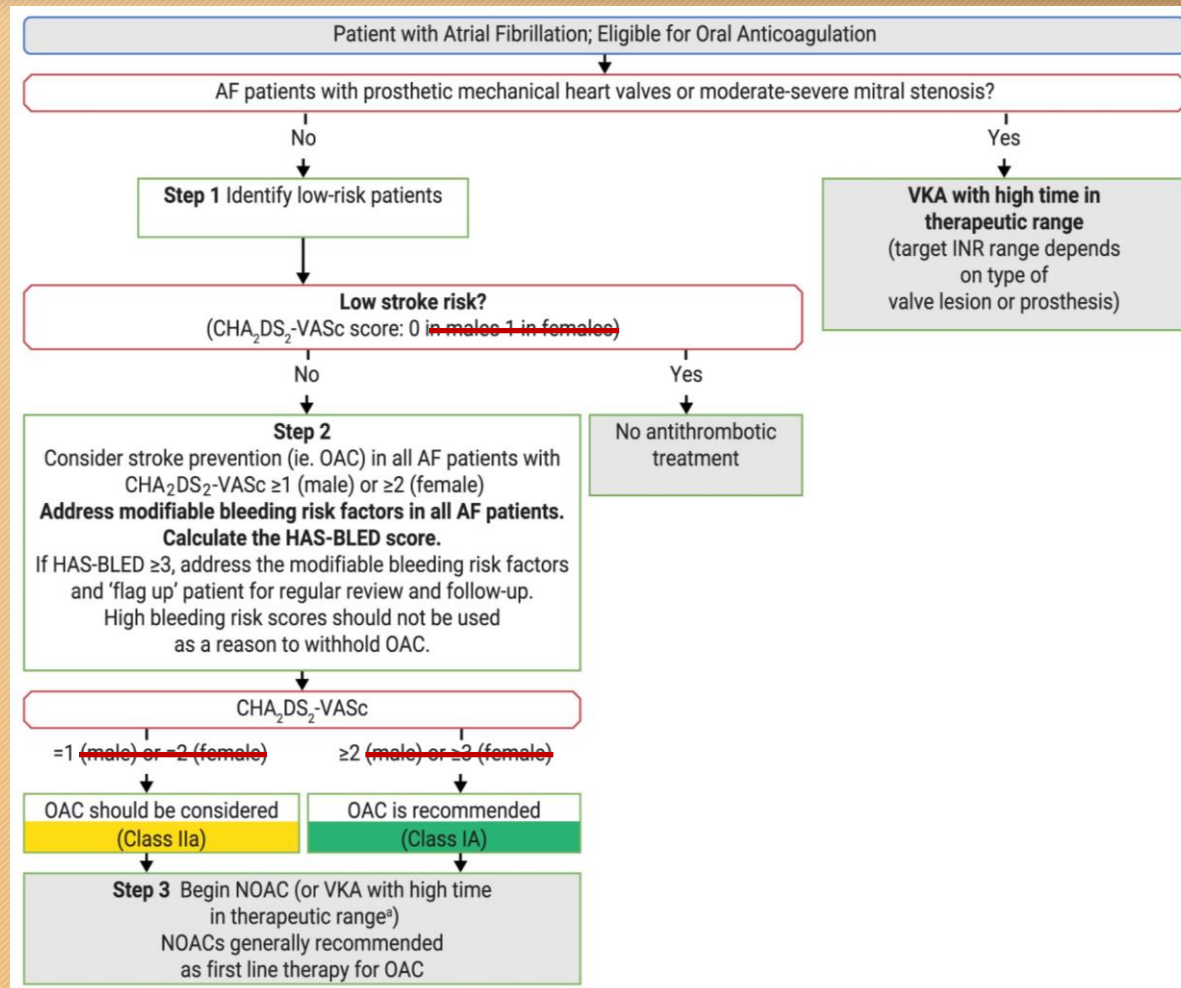 Patient with Atrial Fibrillation; Eligible for Oral Anticoagulation
AF patients with prosthetic mechanical heart valves or moderate-severe mitral stenosis?
No
Yes
Step 1 Identify low-risk patients
VKA with high time in
therapeutic range
(target INR range depends
on type of
valve lesion or prosthesis)
Low stroke risk?
(CHA₂DS₂-VASc score: 0 in males 1 in females)
No
Yes
Step 2
Consider stroke prevention (ie. OAC) in all AF patients with
CHA₂DS₂-VASc ≥1 (male) or ≥2 (female)
Address modifiable bleeding risk factors in all AF patients.
Calculate the HAS-BLED score.
If HAS-BLED ≥3, address the modifiable bleeding risk factors
and ‘flag up’ patient for regular review and follow-up.
High bleeding risk scores should not be used
as a reason to withhold OAC.
No antithrombotic
treatment
CHA₂DS₂-VASc
=1 (male) or =2 (female)
≥2 (male) or ≥3 (female)
OAC should be considered
(Class IIa)
OAC is recommended
(Class IA)
Step 3 Begin NOAC (or VKA with high time
in therapeutic rangeᵃ)
NOACs generally recommended
as first line therapy for OAC